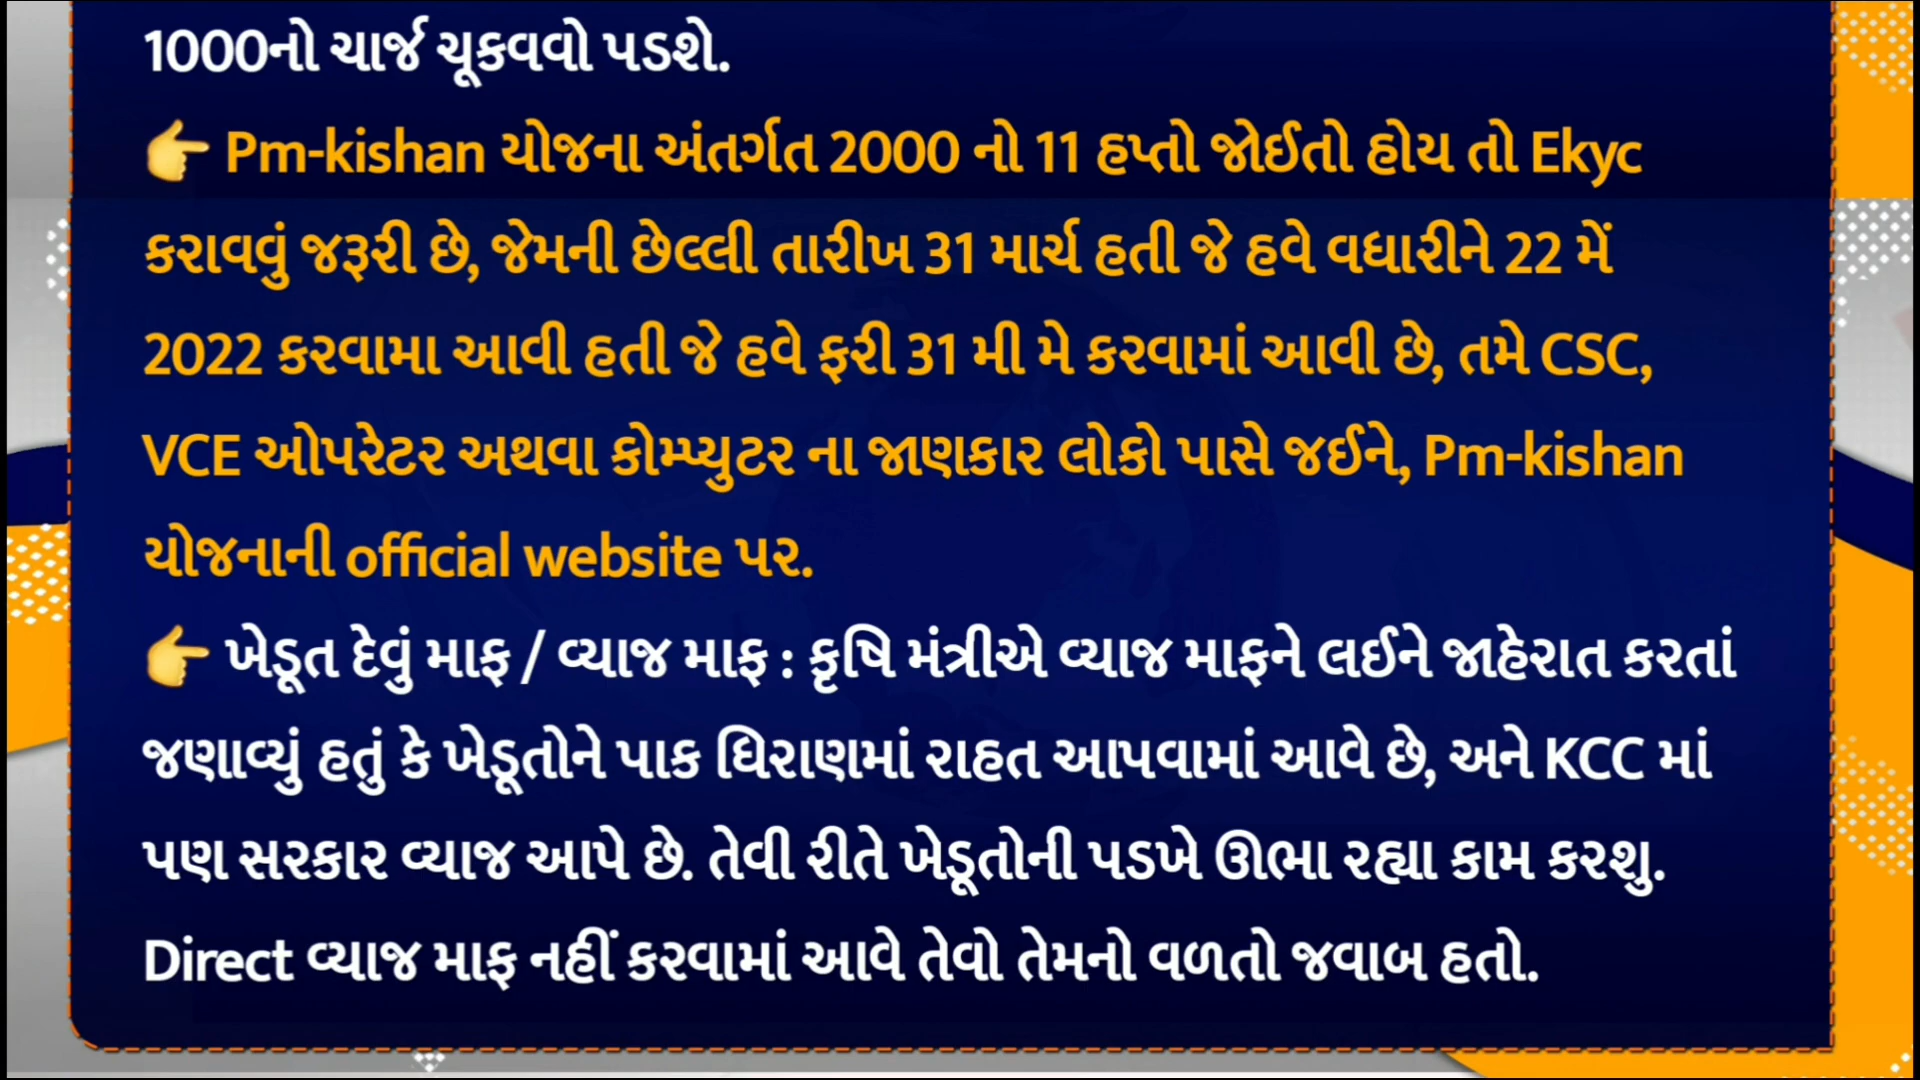 1000નો ચાર્જ ચૂકવવો પડશે.
👉 Pm-kishan યોજના અંતર્ગત 2000 નો 11 હપ્તો જોઈતો હોય તો Ekyc
કરાવવું જરૂરી છે, જેમની છેલ્લી તારીખ 31 માર્ચ હતી જે હવે વધારીને 22 મેં
2022 કરવામા આવી હતી જે હવે ફરી 31 મી મે કરવામાં આવી છે, તમે CSC,
VCE ઓપરેટર અથવા કોમ્પ્યુટર ના જાણકાર લોકો પાસે જઈને, Pm-kishan
યોજનાની official website પર.
👉 ખેડૂત દેવું માફ / વ્યાજ માફ : કૃષિ મંત્રીએ વ્યાજ માફને લઈને જાહેરાત કરતાં
જણાવ્યું હતું કે ખેડૂતોને પાક ધિરાણમાં રાહત આપવામાં આવે છે, અને KCC માં
પણ સરકાર વ્યાજ આપે છે. તેવી રીતે ખેડૂતોની પડખે ઊભા રહ્યા કામ કરશુ.
Direct વ્યાજ માફ નહીં કરવામાં આવે તેવો તેમનો વળતો જવાબ હતો.